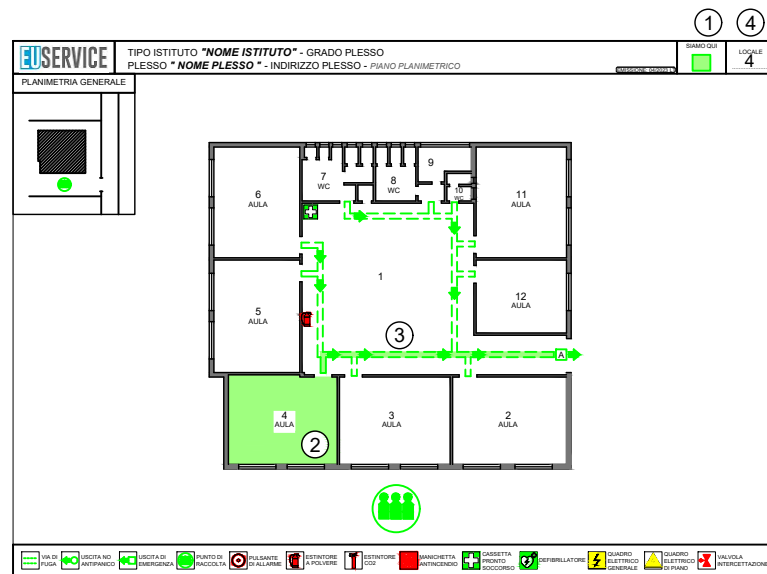 1
4
EUSERVICE
TIPO ISTITUTO "NOME ISTITUTO" - GRADO PLESSO
PLESSO " NOME PLESSO " - INDIRIZZO PLESSO - PIANO PLANIMETRICO
SIAMO QUI
LOCALE
4
PLANIMETRIA GENERALE
7
WC
8
WC
9
10
WC
6
AULA
11
AULA
1
5
AULA
12
AULA
3
A
4
AULA
2
3
AULA
2
AULA
VIA DI
FUGA
USCITA NO
ANTIPANICO
USCITA DI
EMERGENZA
PUNTO DI
RACCOLTA
PULSANTE
DI ALLARME
ESTINTORE
A POLVERE
ESTINTORE
CO2
MANICHETTA
ANTINCENDIO
CASSETTA
PRONTO
SOCCORSO
DEFIBRILLATORE
QUADRO
ELETTRICO
GENERALE
QUADRO
ELETTRICO
DI PIANO
VALVOLA
INTERCETTAZIONE